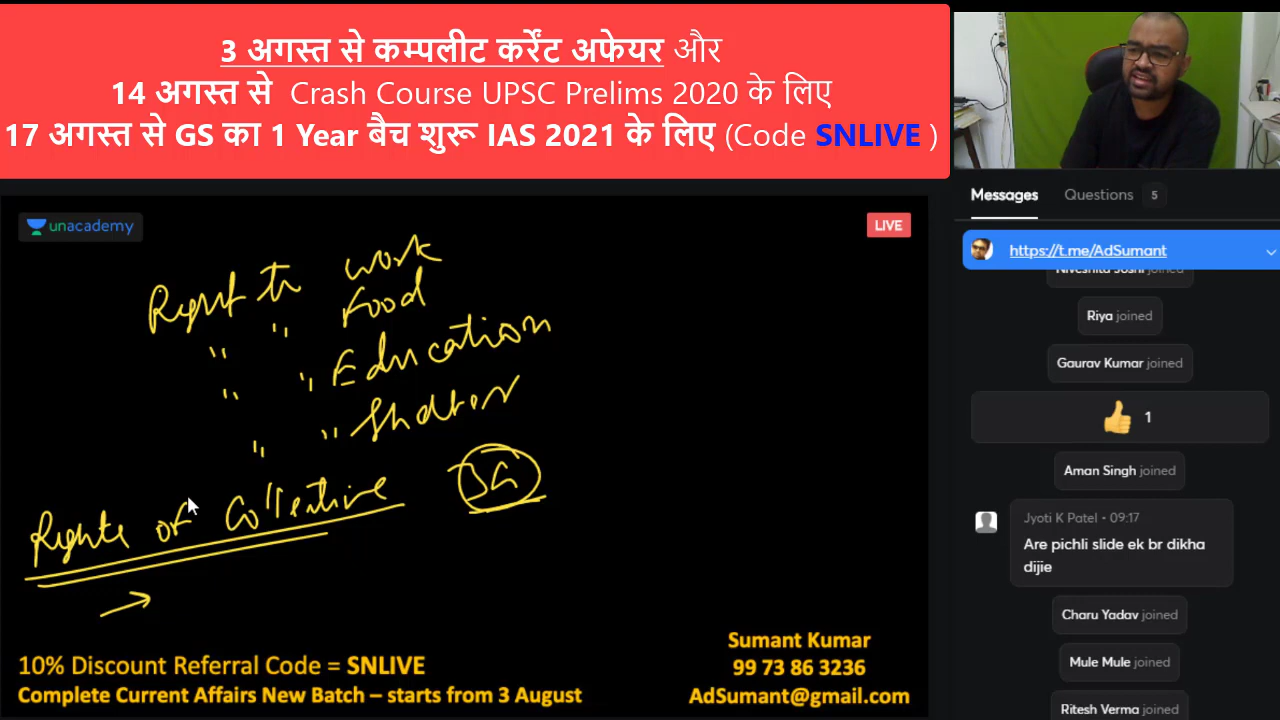 3 अगस्त से कम्पलीट कर्रेंट अफेयर और
14 अगस्त से Crash Course UPSC Prelims 2020 के लिए
17 अगस्त से GS का 1 Year बैच शुरू IAS 2021 के लिए (Code SNLIVE )
unacademy
LIVE
Right to work
" " Food
" " Education
" " Shelter
Rights of Collective
10% Discount Referral Code = SNLIVE
Complete Current Affairs New Batch – starts from 3 August
Sumant Kumar
99 73 86 3236
AdSumant@gmail.com
Messages Questions 5
https://t.me/AdSumant
Niveshita Joshi joined
Riya joined
Gaurav Kumar joined
1
Aman Singh joined
Jyoti K Patel • 09:17
Are pichli slide ek br dikha
dijie
Charu Yadav joined
Mule Mule joined
Ritesh Verma joined